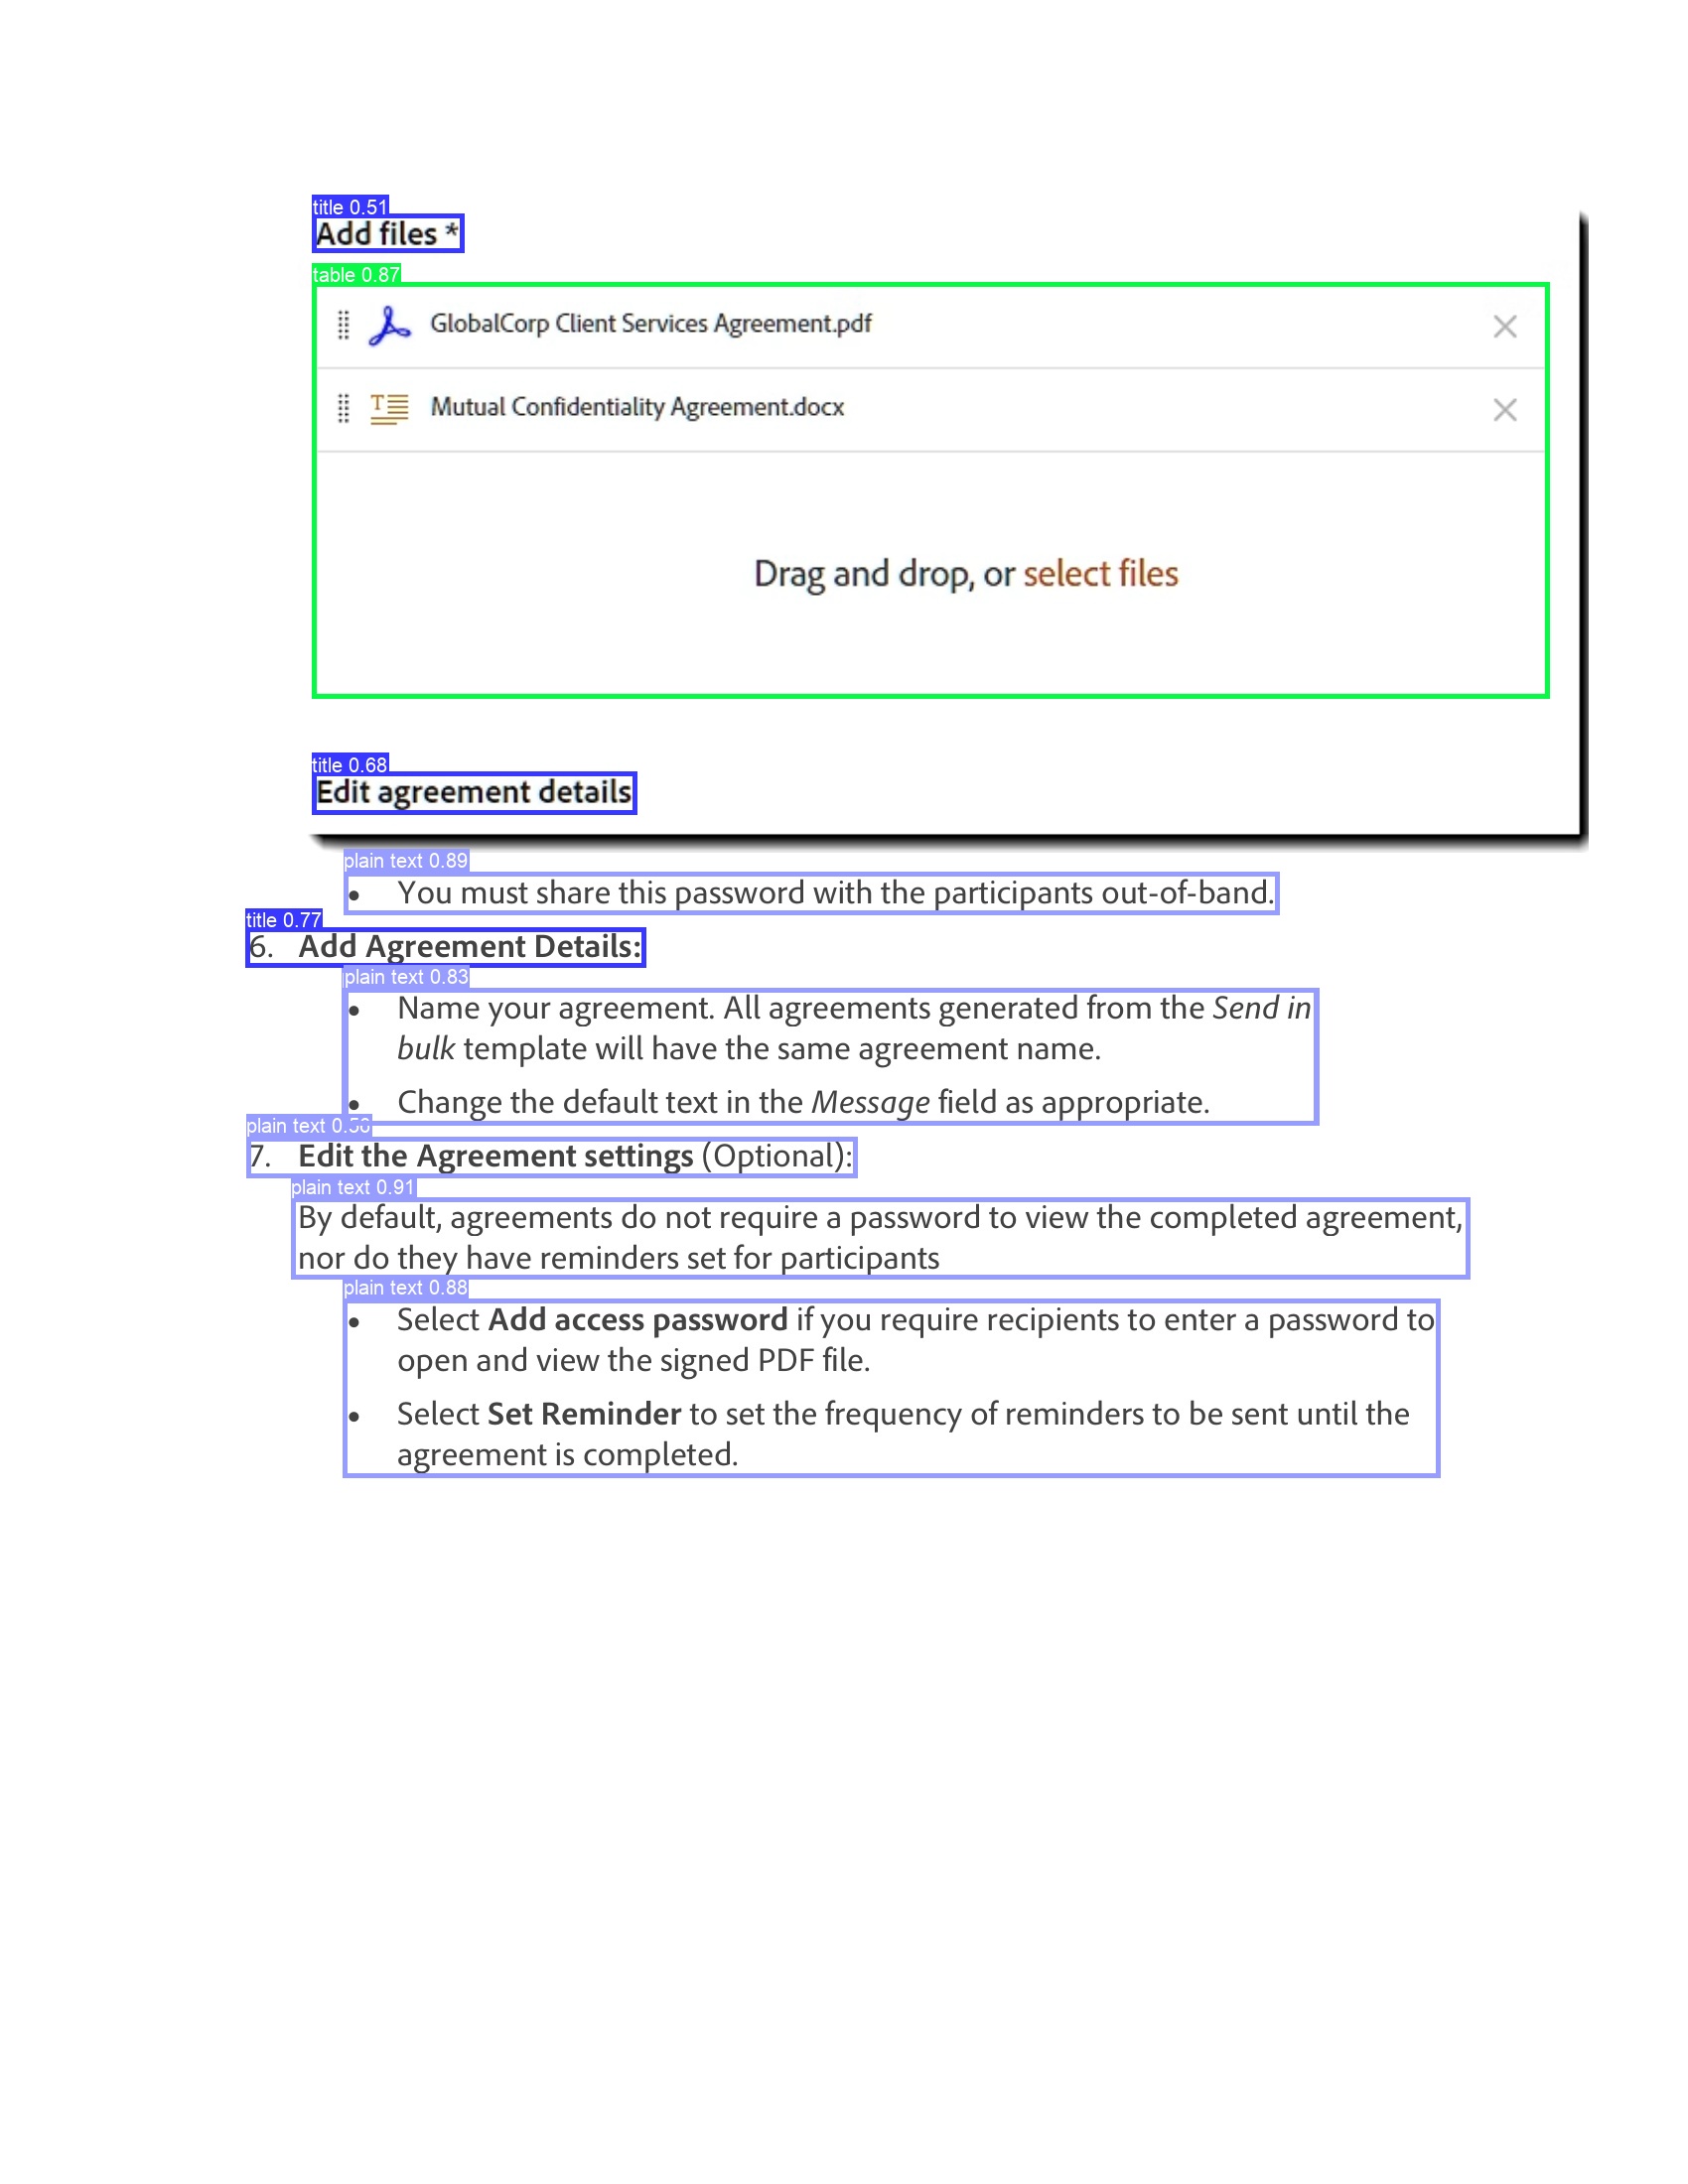 title 0.51
Add files *
table 0.87
GlobalCorp Client Services Agreement.pdf
Mutual Confidentiality Agreement.docx
Drag and drop, or select files
title 0.68
Edit agreement details
plain text 0.89
• You must share this password with the participants out-of-band.
title 0.77
6. Add Agreement Details:
plain text 0.83
• Name your agreement. All agreements generated from the Send in
bulk template will have the same agreement name.
• Change the default text in the Message field as appropriate.
plain text
7. Edit the Agreement settings (Optional):
plain text 0.91
By default, agreements do not require a password to view the completed agreement,
nor do they have reminders set for participants
plain text 0.88
• Select Add access password if you require recipients to enter a password to
open and view the signed PDF file.
• Select Set Reminder to set the frequency of reminders to be sent until the
agreement is completed.